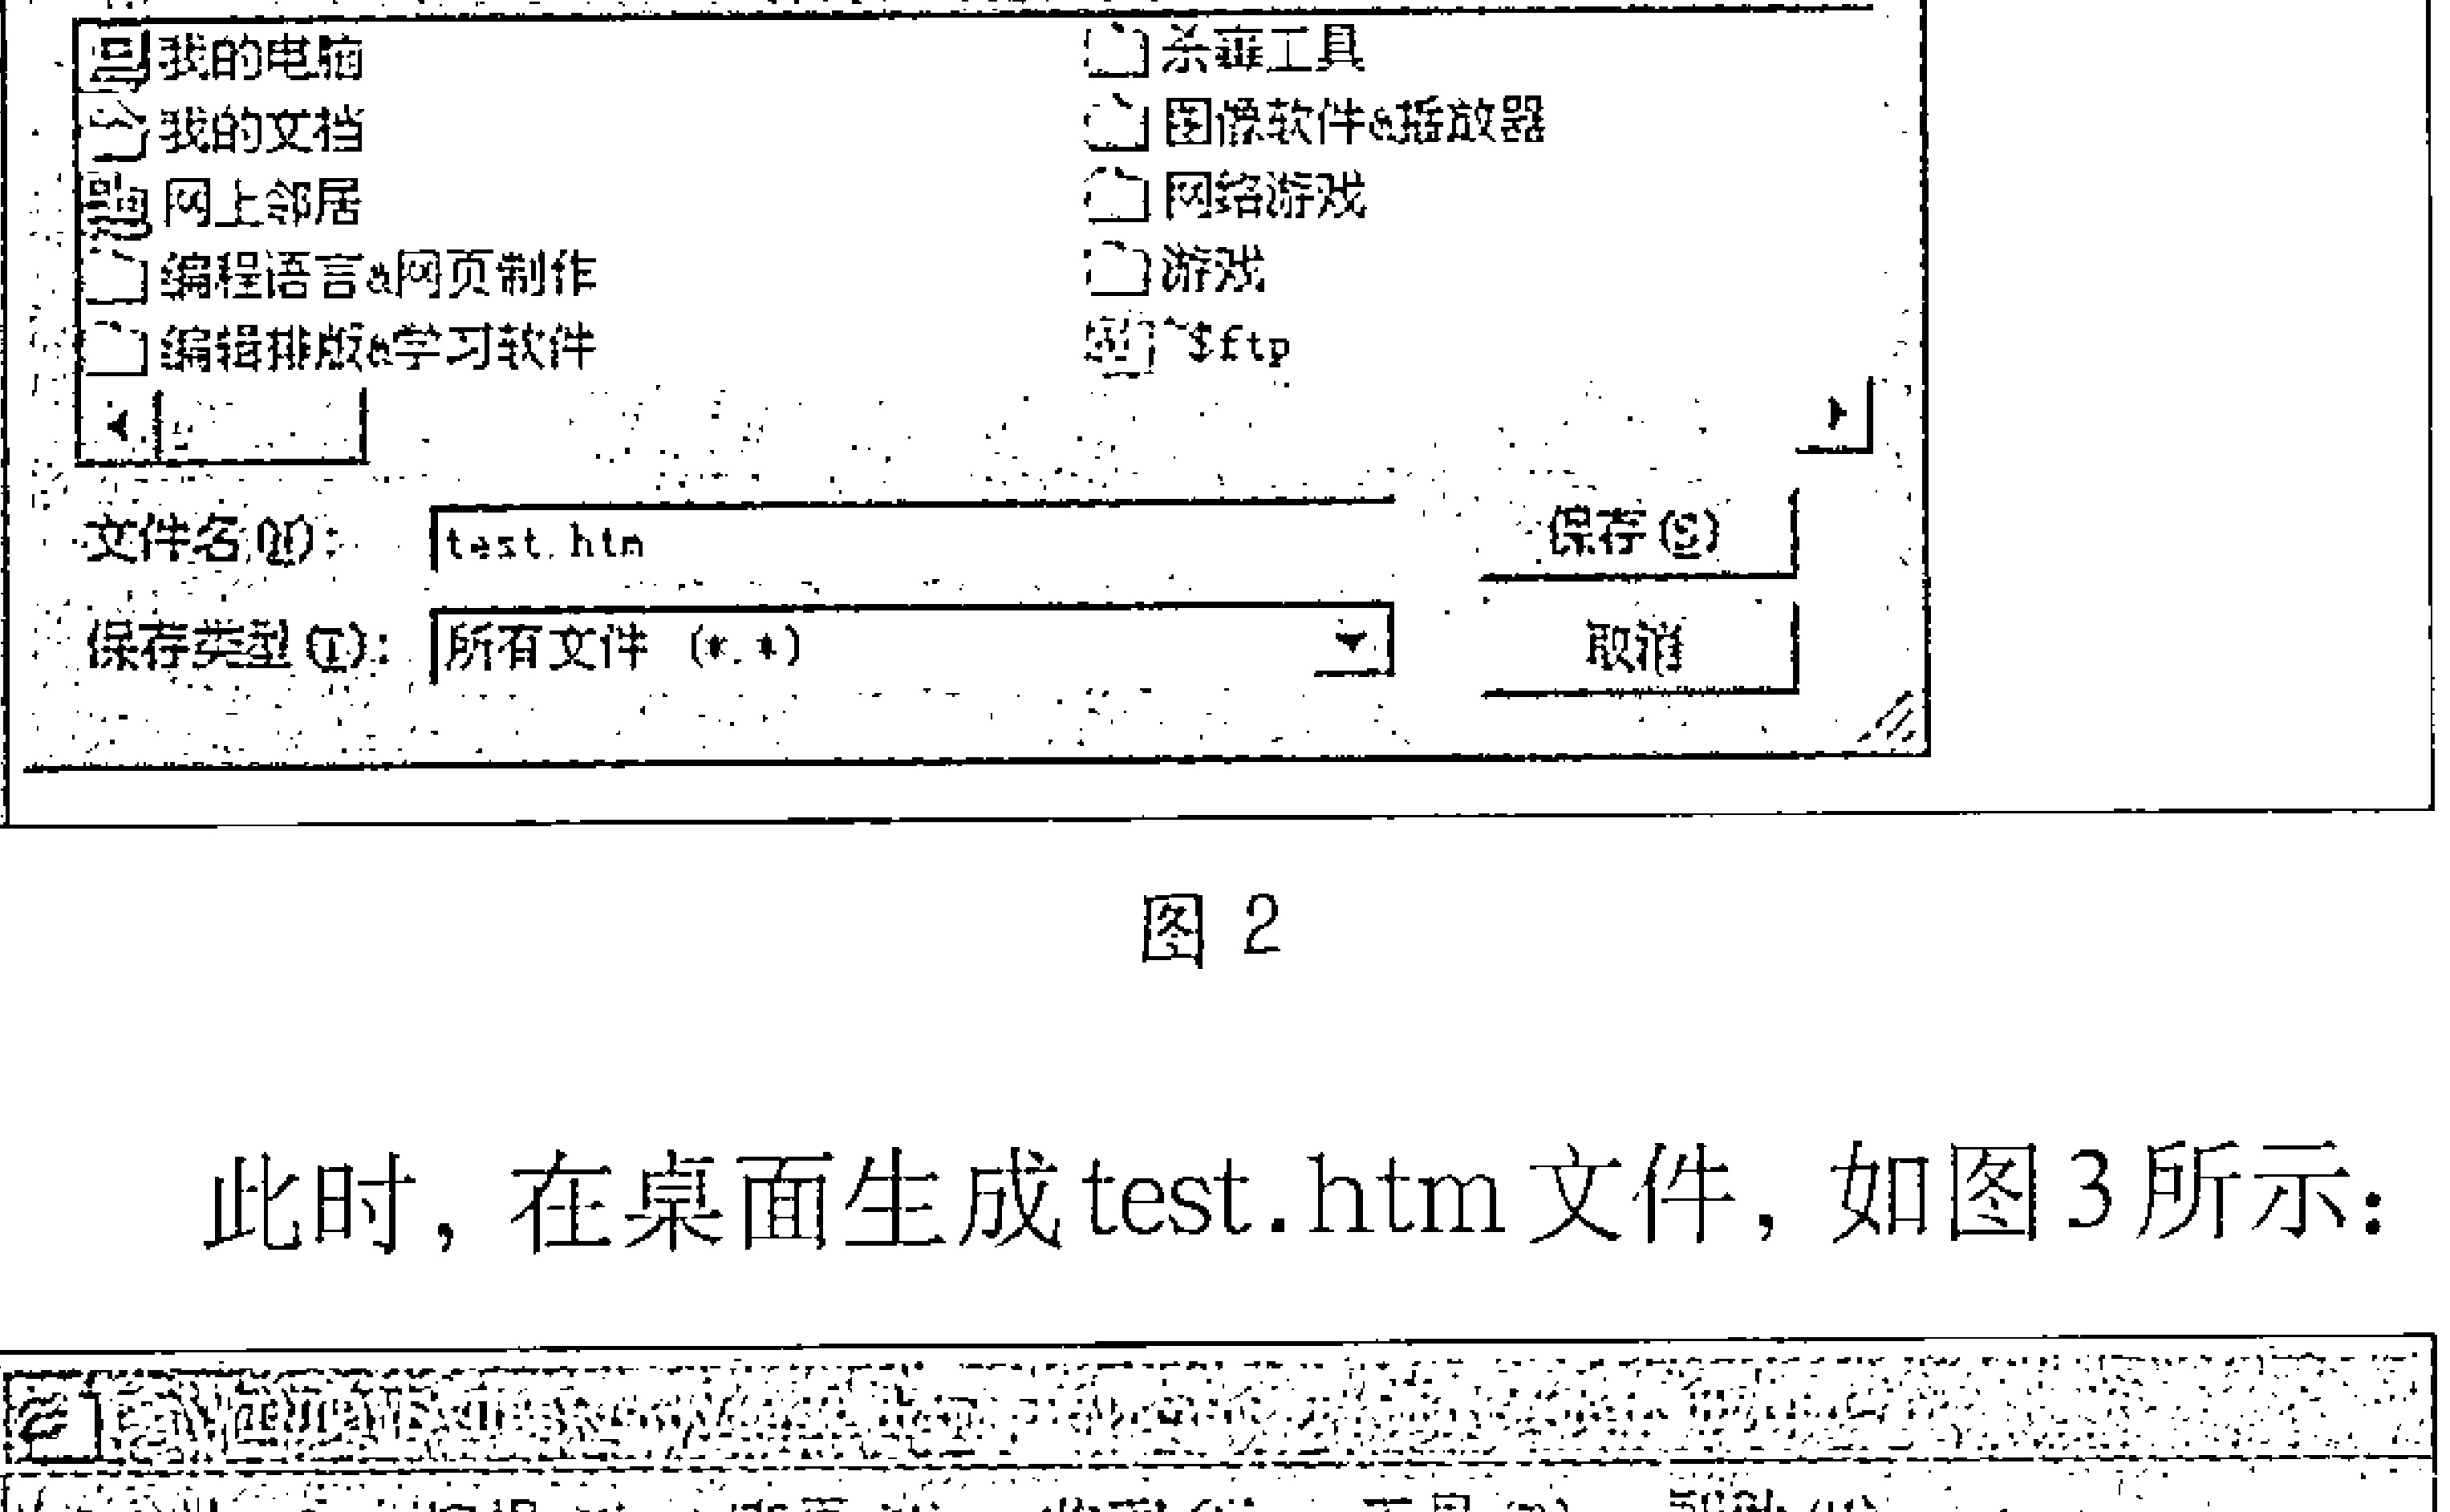 我的电脑
我的文档
网上邻居
编程语言&网页制作
编辑排版&学习软件
杀毒工具
图像软件&播放器
网络游戏
游戏
~$ftp
文件名(N): test.htm 保存(S)
保存类型(T): 所有文件 (*.*) 取消
图 2
此时，在桌面生成test.htm文件，如图3所示：